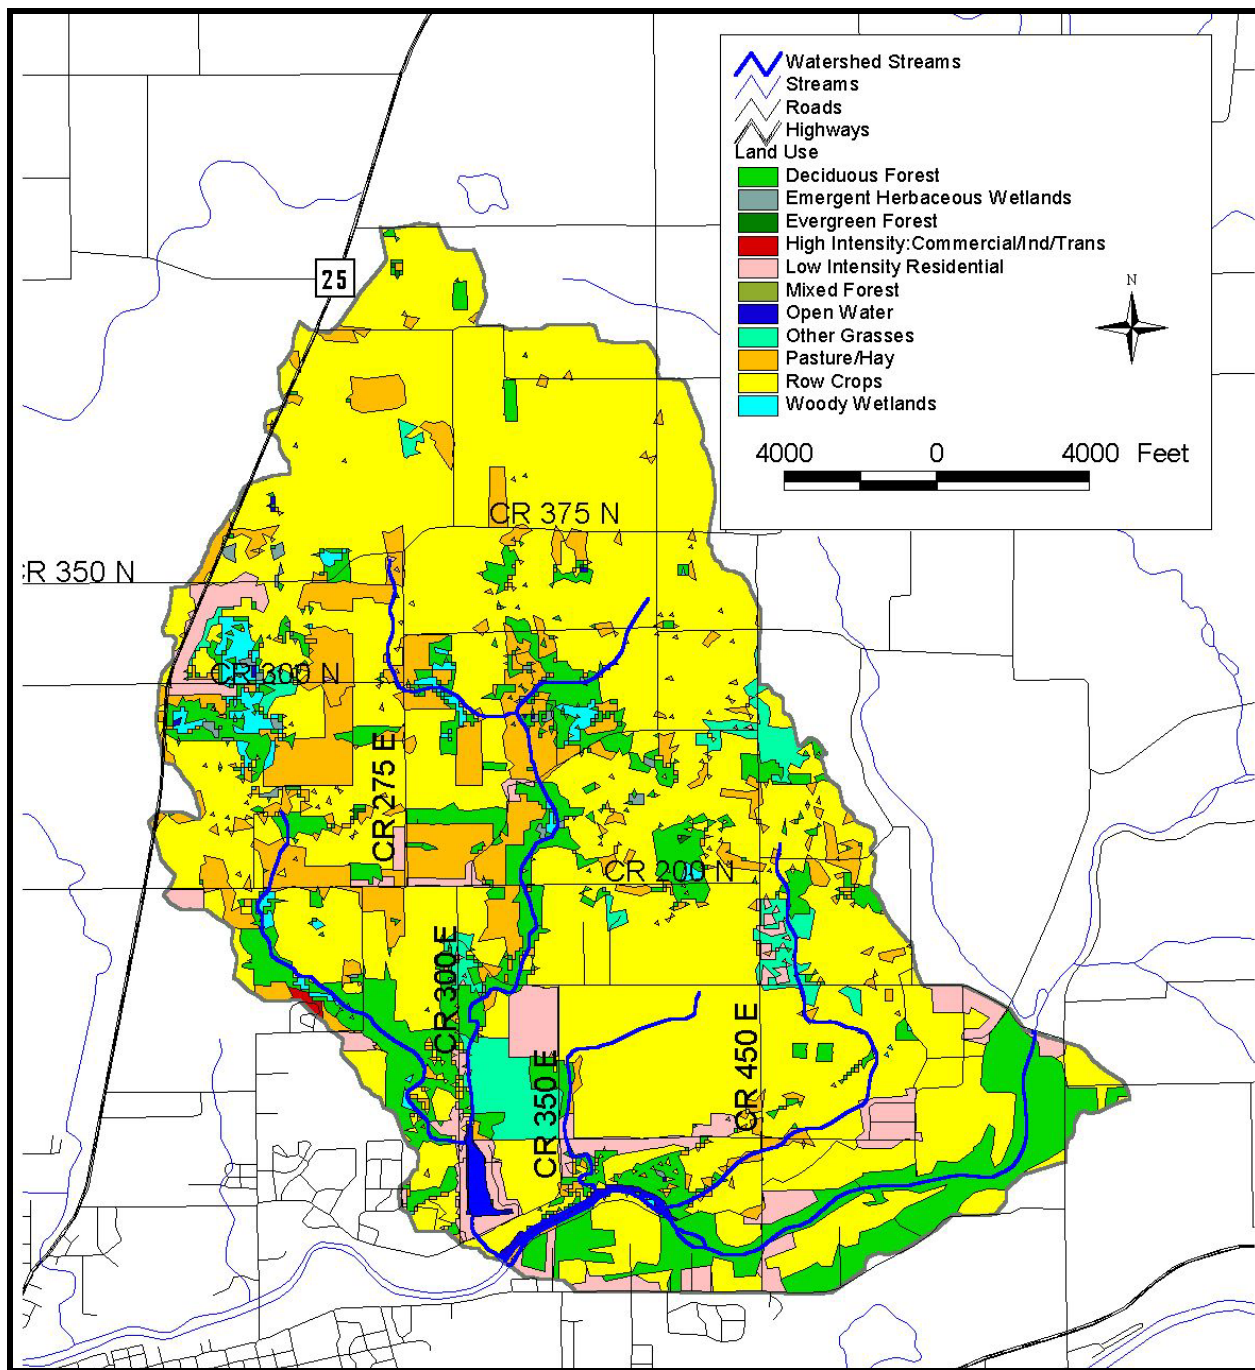 Watershed Streams
Streams
Roads
Highways
Land Use
Deciduous Forest
Emergent Herbaceous Wetlands
Evergreen Forest
High Intensity:Commercial/Ind/Trans
Low Intensity Residential
Mixed Forest
Open Water
Other Grasses
Pasture/Hay
Row Crops
Woody Wetlands
N
4000 0 4000 Feet
25
CR 375 N
CR 350 N
CR 300 N
CR 275 E
CR 200 N
CR 300 E
CR 350 E
CR 450 E